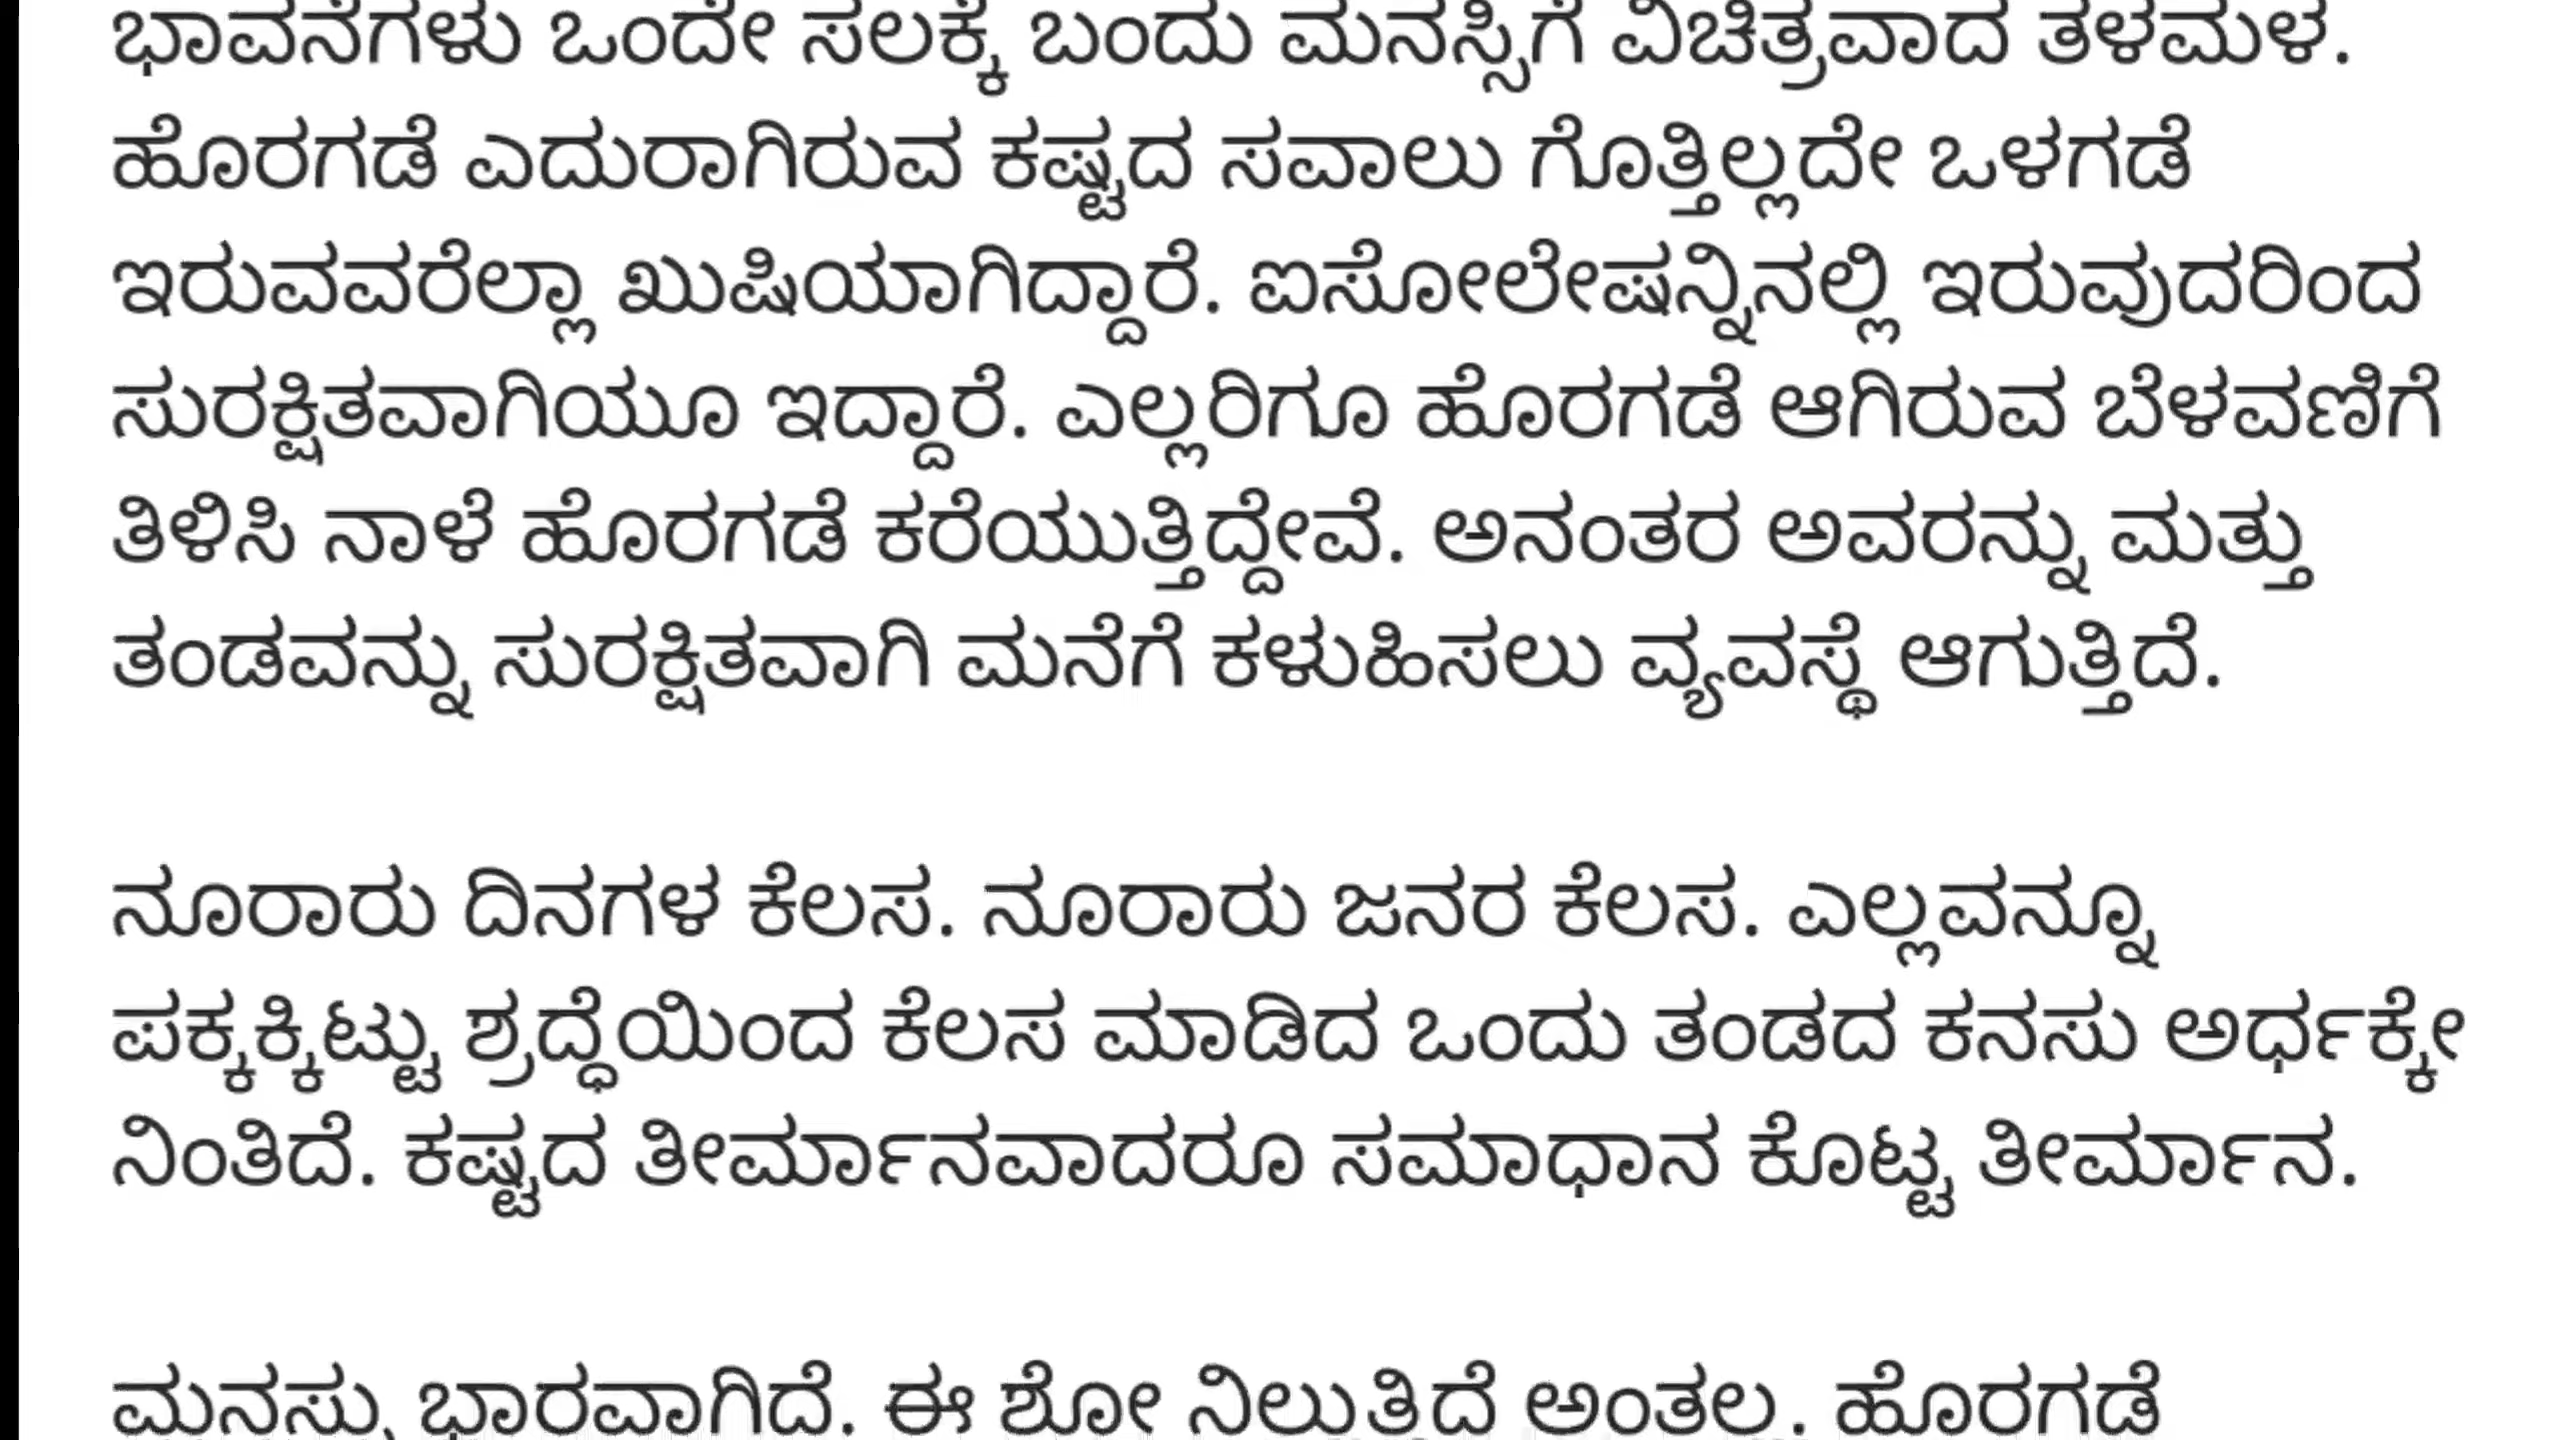 ಭಾವನೆಗಳು ಒಂದೇ ಸಲಕ್ಕೆ ಬಂದು ಮನಸ್ಸಿಗೆ ವಿಚಿತ್ರವಾದ ತಳಮಳ.
ಹೊರಗಡೆ ಎದುರಾಗಿರುವ ಕಷ್ಟದ ಸವಾಲು ಗೊತ್ತಿಲ್ಲದೇ ಒಳಗಡೆ
ಇರುವವರೆಲ್ಲಾ ಖುಷಿಯಾಗಿದ್ದಾರೆ. ಐಸೋಲೇಷನ್ನಿನಲ್ಲಿ ಇರುವುದರಿಂದ
ಸುರಕ್ಷಿತವಾಗಿಯೂ ಇದ್ದಾರೆ. ಎಲ್ಲರಿಗೂ ಹೊರಗಡೆ ಆಗಿರುವ ಬೆಳವಣಿಗೆ
ತಿಳಿಸಿ ನಾಳೆ ಹೊರಗಡೆ ಕರೆಯುತ್ತಿದ್ದೇವೆ. ಅನಂತರ ಅವರನ್ನು ಮತ್ತು
ತಂಡವನ್ನು ಸುರಕ್ಷಿತವಾಗಿ ಮನೆಗೆ ಕಳುಹಿಸಲು ವ್ಯವಸ್ಥೆ ಆಗುತ್ತಿದೆ.
ನೂರಾರು ದಿನಗಳ ಕೆಲಸ. ನೂರಾರು ಜನರ ಕೆಲಸ. ಎಲ್ಲವನ್ನೂ
ಪಕ್ಕಕ್ಕಿಟ್ಟು ಶ್ರದ್ಧೆಯಿಂದ ಕೆಲಸ ಮಾಡಿದ ಒಂದು ತಂಡದ ಕನಸು ಅರ್ಧಕ್ಕೇ
ನಿಂತಿದೆ. ಕಷ್ಟದ ತೀರ್ಮಾನವಾದರೂ ಸಮಾಧಾನ ಕೊಟ್ಟ ತೀರ್ಮಾನ.
ಮನಸ್ಸು ಭಾರವಾಗಿದೆ. ಈ ಶೋ ನಿಲ್ಲುತ್ತಿದೆ ಅಂತಲ್ಲ. ಹೊರಗಡೆ